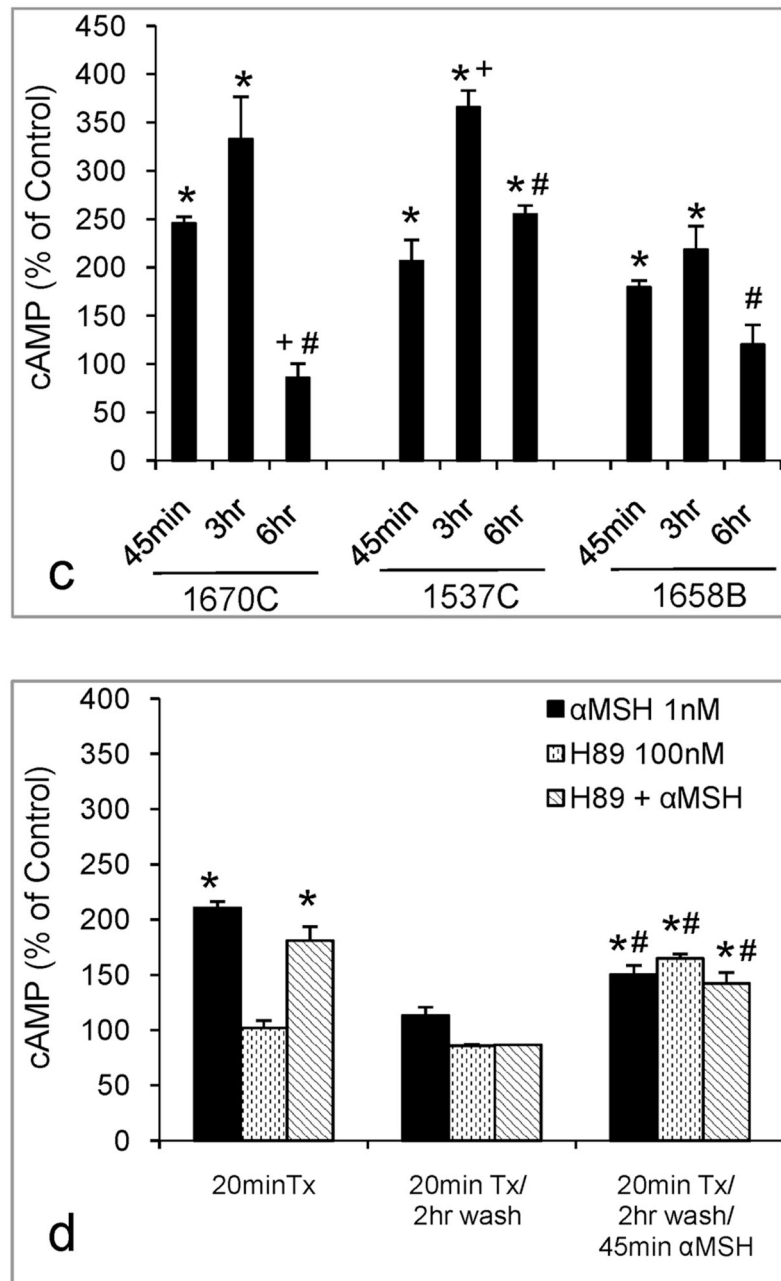 450
400
350
300
250
200
150
100
50
0
cAMP (% of Control)
* * + # * *+ *# * * #
45min 3hr 6hr 45min 3hr 6hr 45min 3hr 6hr
1670C 1537C 1658B
c
400
350
300
250
200
150
100
50
0
cAMP (% of Control)
αMSH 1nM
H89 100nM
H89 + αMSH
* * *# *# *#
20minTx
20min Tx/
2hr wash
20min Tx/
2hr wash/
45min αMSH
d